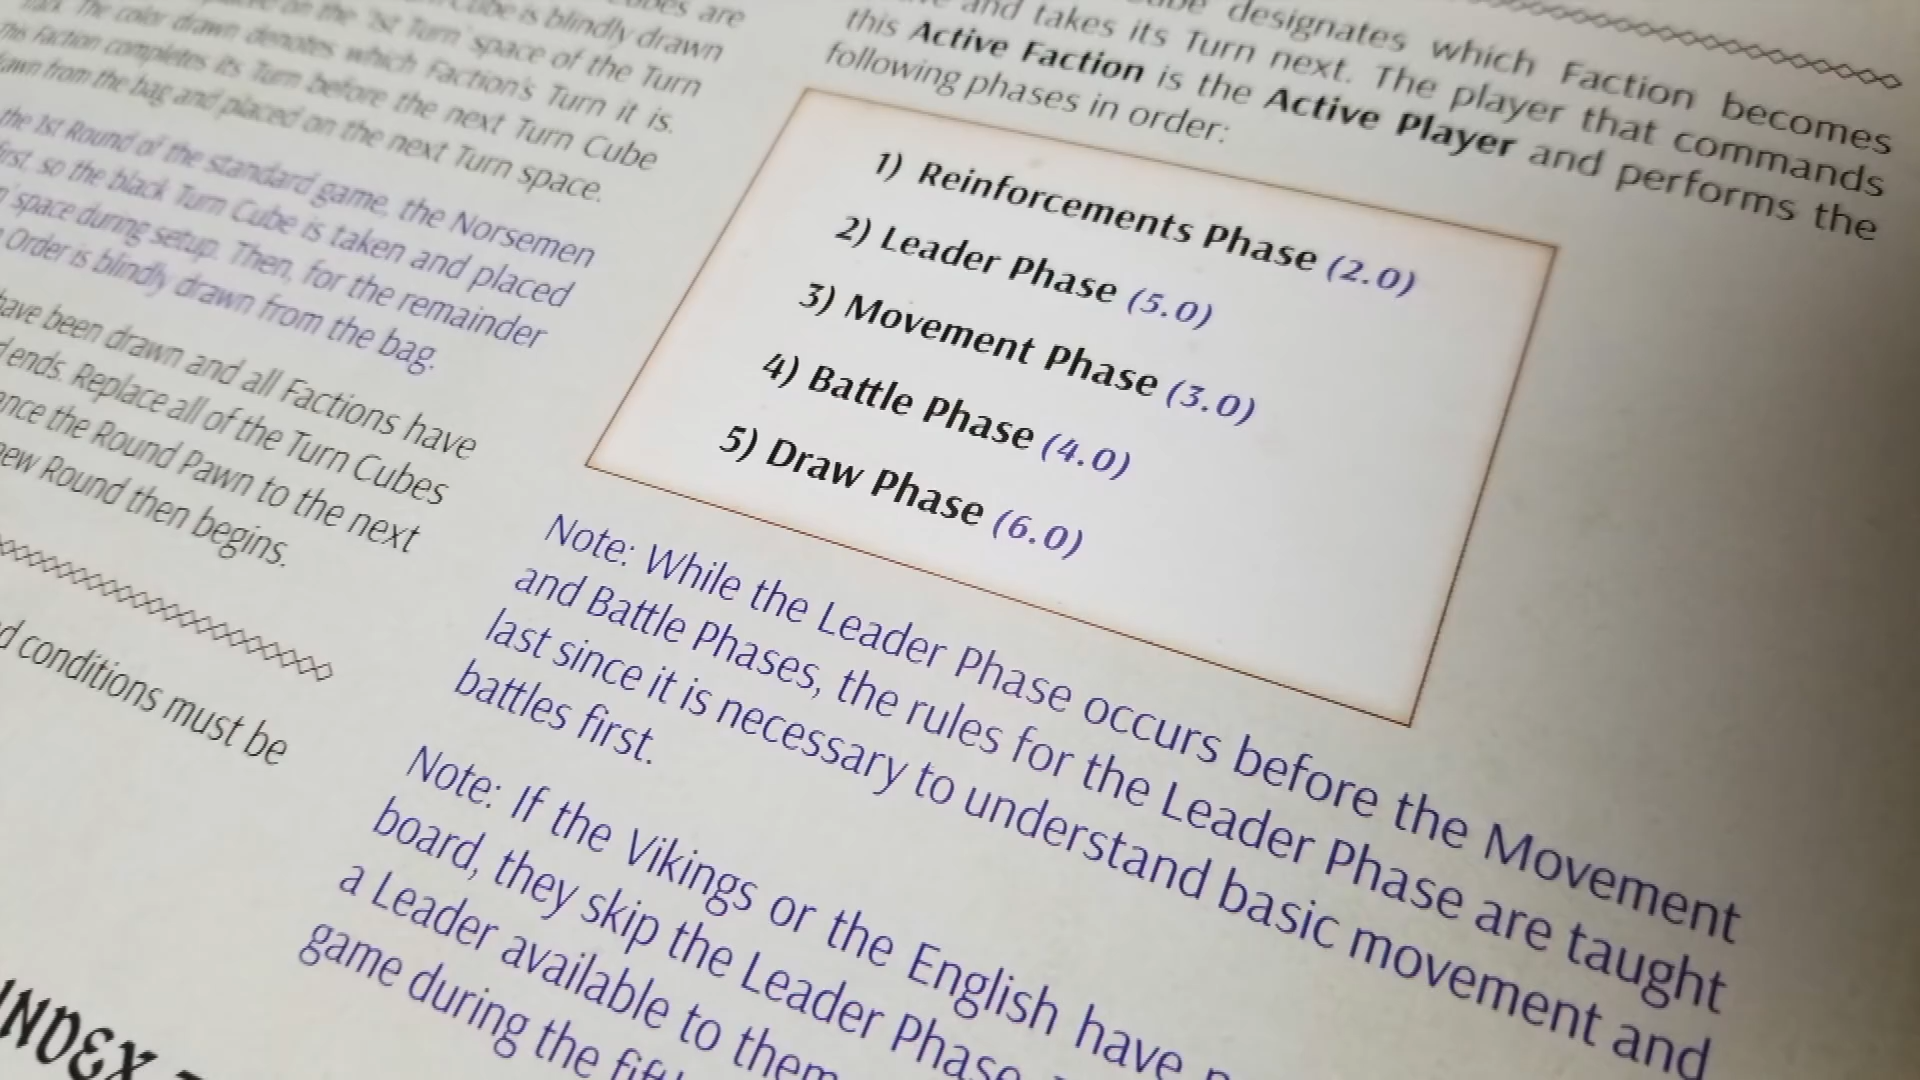 Cubes are
placed on the '1st Turn' space of the Turn
Cube is blindly drawn
track. The color drawn denotes which Faction's Turn it is.
This Faction completes its Turn before the next Turn Cube
drawn from the bag and placed on the next Turn space.
the 1st Round of the standard game, the Norsemen
first, so the black Turn Cube is taken and placed
space during setup. Then, for the remainder
Order is blindly drawn from the bag.
have been drawn and all Factions have
ends. Replace all of the Turn Cubes
the Round Pawn to the next
new Round then begins.
conditions must be
INDEX
designates which Faction becomes
and takes its Turn next. The player that commands
this Active Faction is the Active Player and performs the
following phases in order:
1) Reinforcements Phase (2.0)
2) Leader Phase (5.0)
3) Movement Phase (3.0)
4) Battle Phase (4.0)
5) Draw Phase (6.0)
Note: While the Leader Phase occurs before the Movement
and Battle Phases, the rules for the Leader Phase are taught
last since it is necessary to understand basic movement and
battles first.
Note: If the Vikings or the English have
board, they skip the Leader Phase
a Leader available to them
game during the